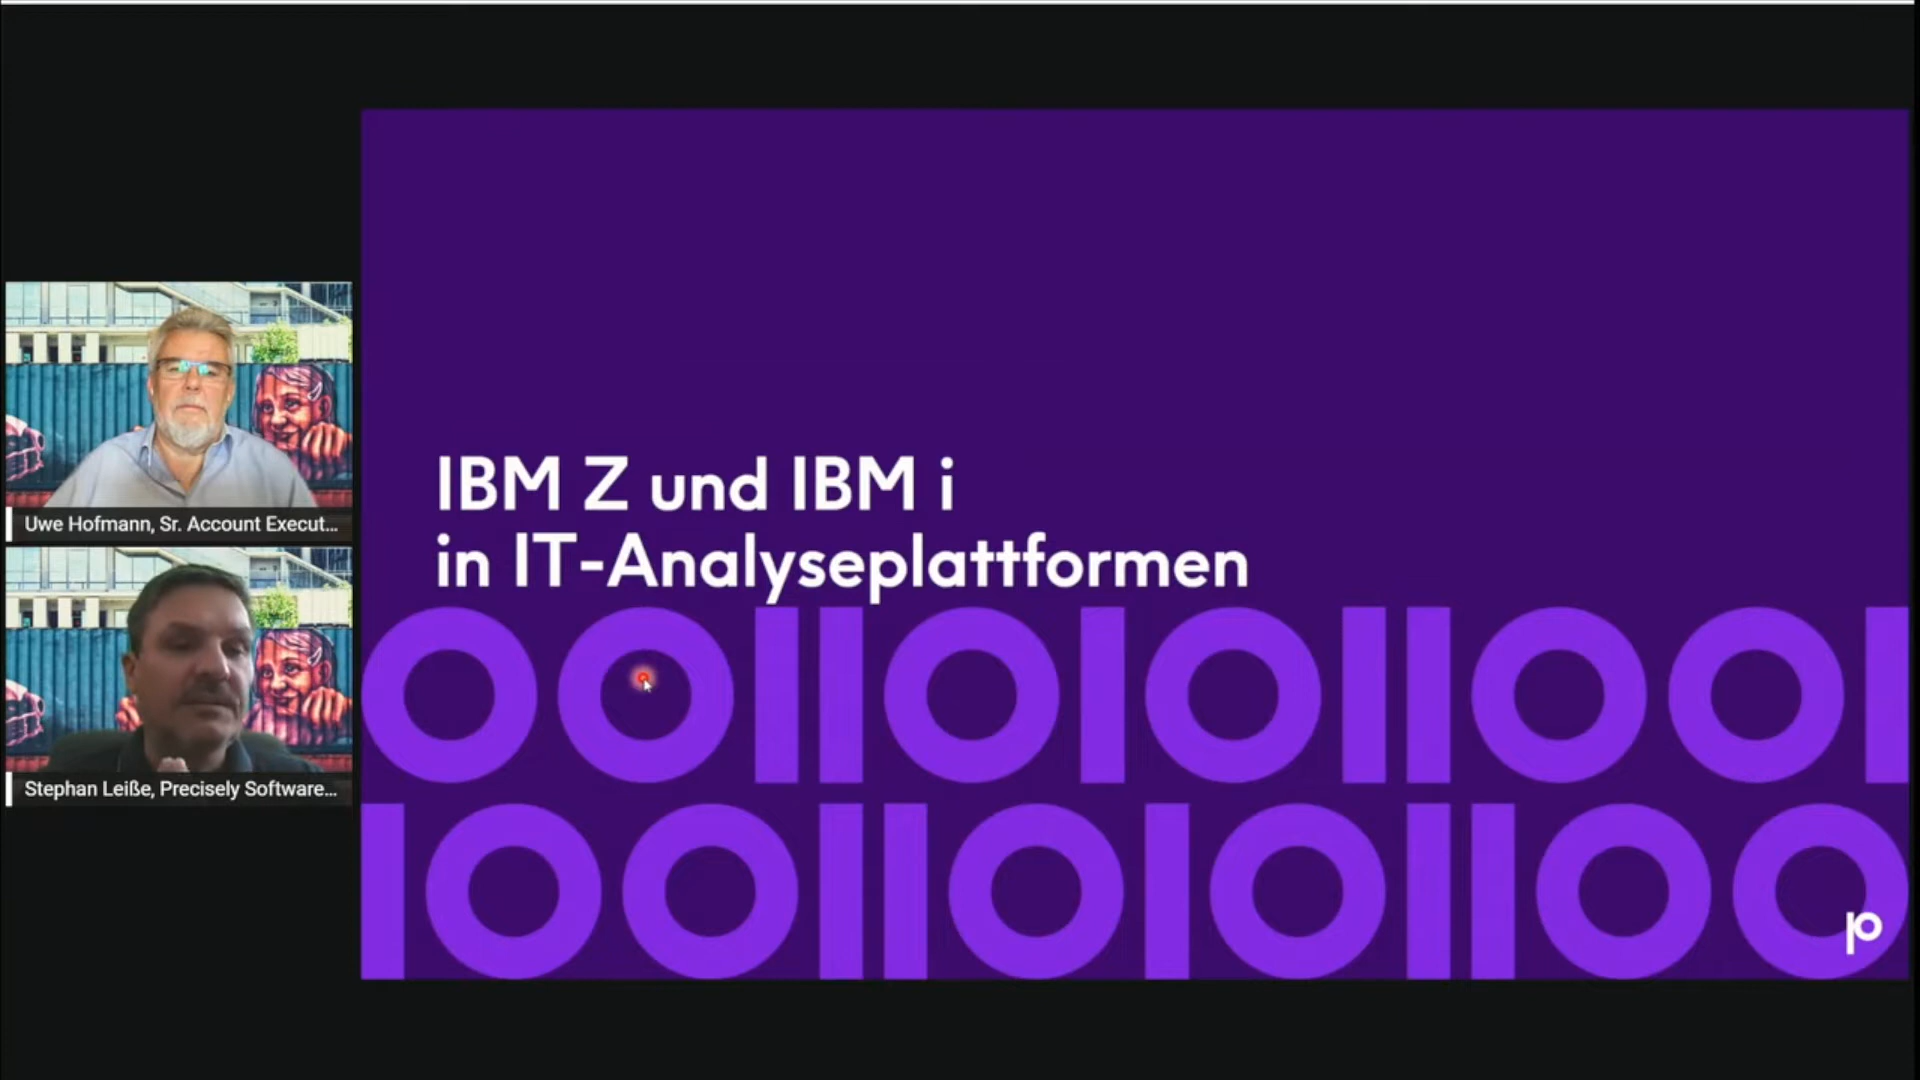 Uwe Hofmann, Sr. Account Execut...
Stephan Leiße, Precisely Software...
IBM Z und IBM i
in IT-Analyseplattformen
p